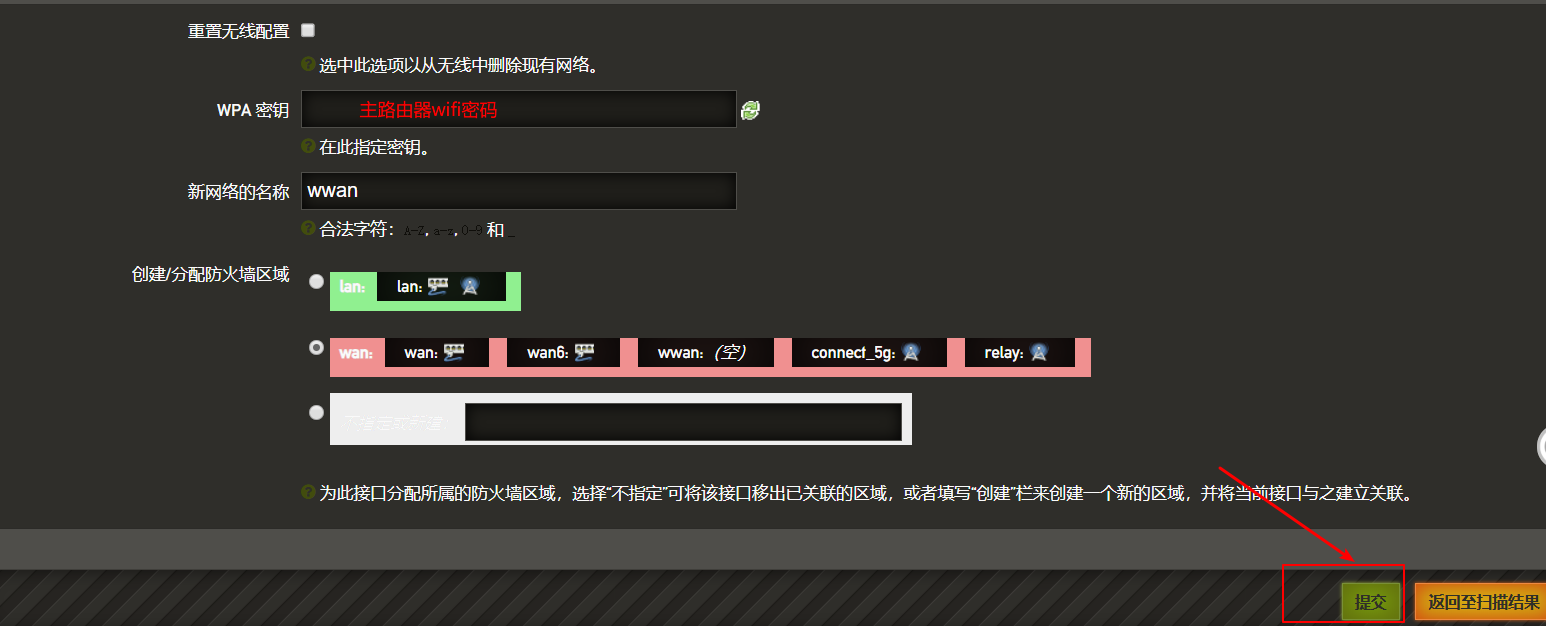 重置无线配置
选中此选项以从无线中删除现有网络。
WPA 密钥 主路由器wifi密码
在此指定密钥。
新网络的名称 wwan
合法字符：A-Z, a-z, 0-9 和 _
创建/分配防火墙区域
lan: lan:
wan: wan: wan6: wwan: (空) connect_5g: relay:
为此接口分配所属的防火墙区域，选择“不指定”可将该接口移出已关联的区域，或者填写“创建”栏来创建一个新的区域，并将当前接口与之建立关联。
提交 返回至扫描结果